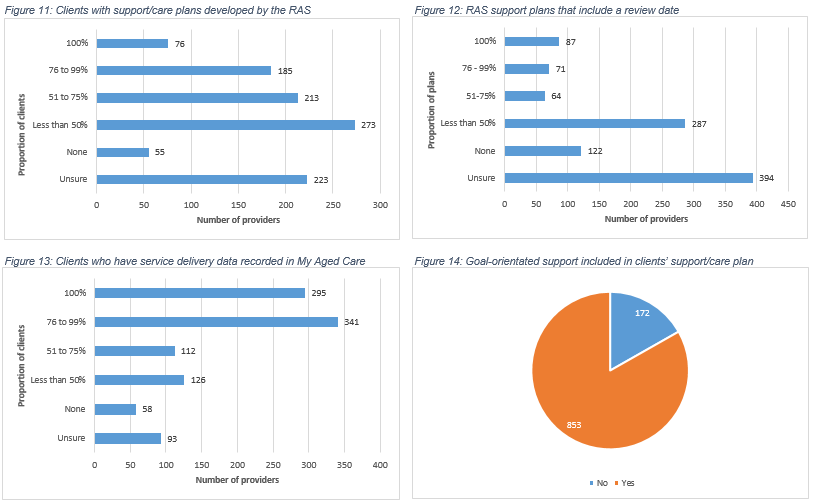 Figure 11: Clients with support/care plans developed by the RAS
Proportion of clients
100%
76
76 to 99%
185
51 to 75%
213
Less than 50%
273
None
55
Unsure
223
0 50 100 150 200 250 300
Number of providers
Figure 12: RAS support plans that include a review date
Proportion of plans
100%
87
76 - 99%
71
51-75%
64
Less than 50%
287
None
122
Unsure
394
0 50 100 150 200 250 300 350 400 450
Number of providers
Figure 13: Clients who have service delivery data recorded in My Aged Care
Proportion of clients
100%
295
76 to 99%
341
51 to 75%
112
Less than 50%
126
None
58
Unsure
93
0 50 100 150 200 250 300 350 400
Number of providers
Figure 14: Goal-orientated support included in clients' support/care plan
172
853
No Yes